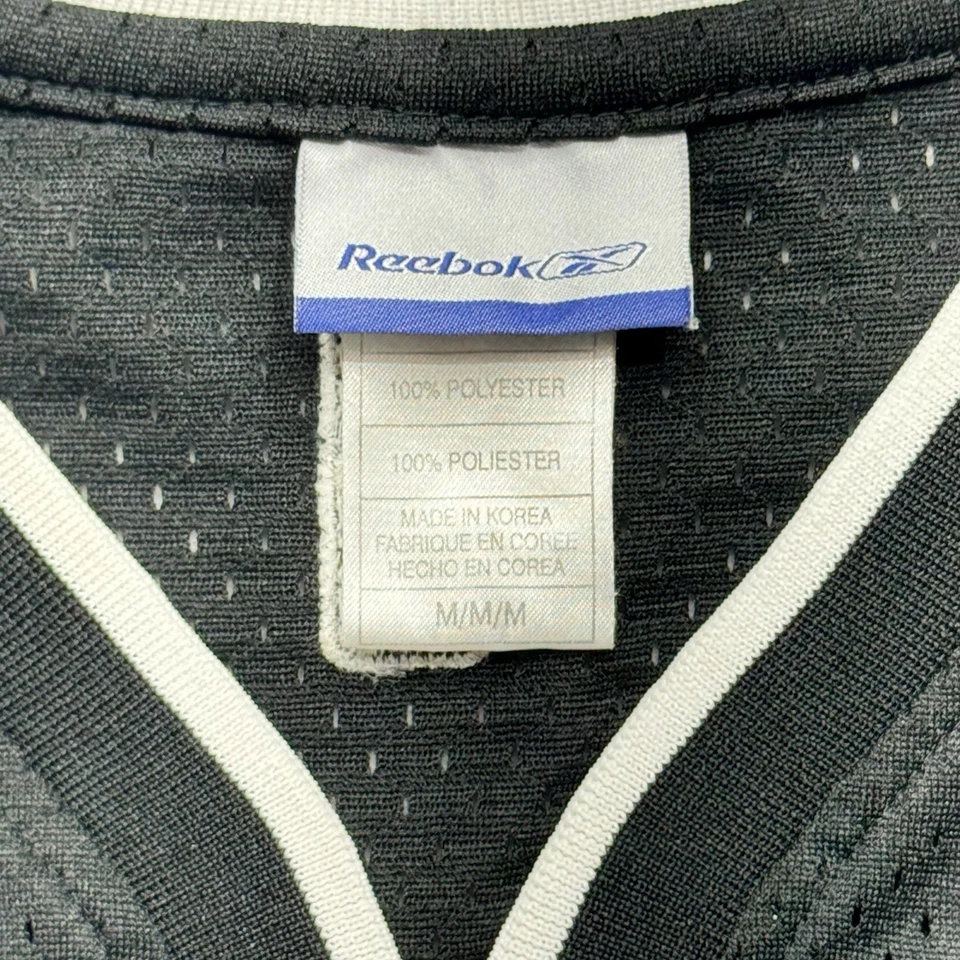 Reebok
100% POLYESTER
100% POLIESTER
MADE IN KOREA
FABRIQUE EN COREE
HECHO EN COREA
M/M/M